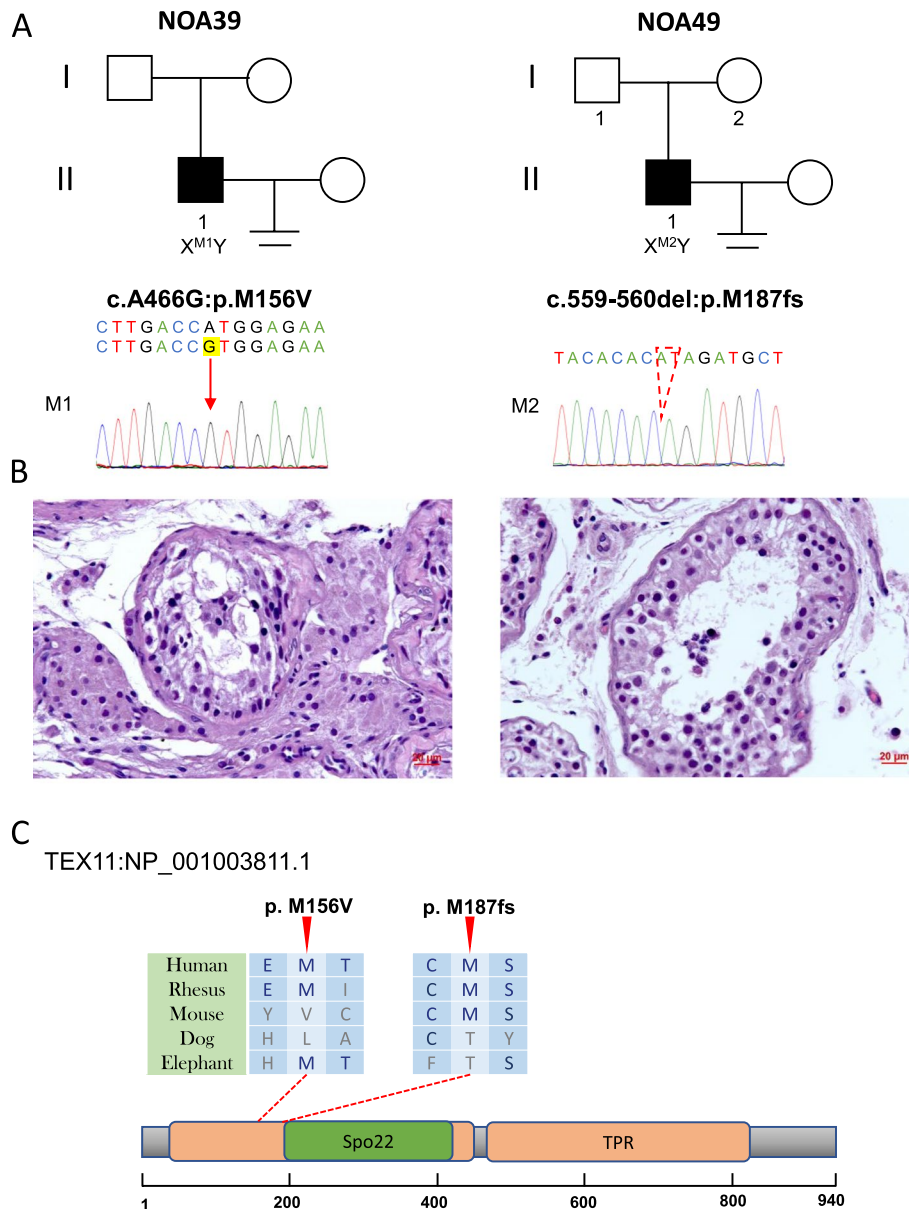 A
NOA39
NOA49
I
1
2
II
1
X^M1Y
1
X^M2Y
c.A466G:p.M156V
c.559-560del:p.M187fs
CTTGACCATGGAGAA
CTTGACCGTGGAGAA
TACACACATAGATGCT
M1
M2
B
20 µm
20 µm
C
TEX11:NP_001003811.1
p. M156V
p. M187fs
Human E M T C M S
Rhesus E M I C M S
Mouse Y V C C M S
Dog H L A C T Y
Elephant H M T F T S
Spo22
TPR
1 200 400 600 800 940